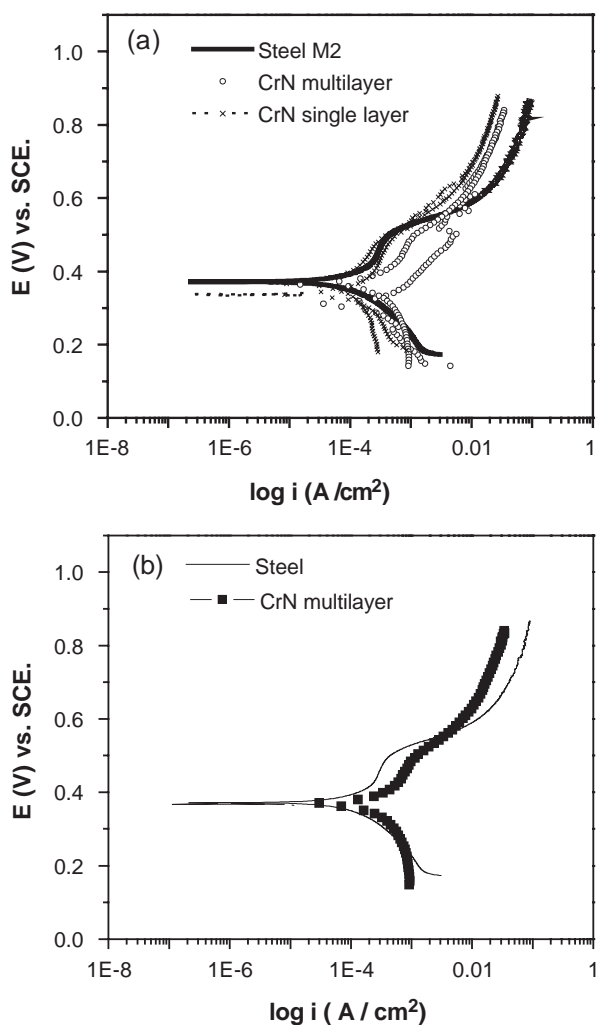 (a)
Steel M2
CrN multilayer
CrN single layer
E (V) vs. SCE.
1.0
0.8
0.6
0.4
0.2
0.0
1E-8 1E-6 1E-4 0.01 1
log i (A /cm²)
(b)
Steel
CrN multilayer
E (V) vs. SCE.
1.0
0.8
0.6
0.4
0.2
0.0
1E-8 1E-6 1E-4 0.01 1
log i ( A / cm²)